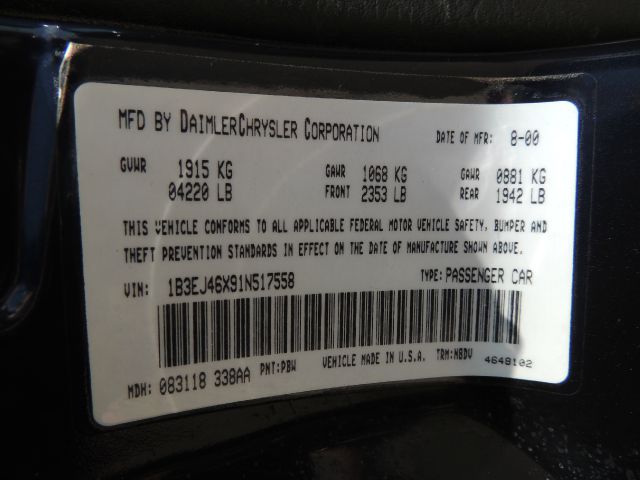 MFD BY DAIMLERCHRYSLER CORPORATION DATE OF MFR: 8-00
GVWR 1915 KG GAWR 1068 KG GAWR 0881 KG
04220 LB FRONT 2353 LB REAR 1942 LB
THIS VEHICLE CONFORMS TO ALL APPLICABLE FEDERAL MOTOR VEHICLE SAFETY, BUMPER AND
THEFT PREVENTION STANDARDS IN EFFECT ON THE DATE OF MANUFACTURE SHOWN ABOVE.
VIN: 1B3EJ46X91N517558 TYPE: PASSENGER CAR
MDH: 083118 338AA PNT:PBW VEHICLE MADE IN U.S.A. TRM:N8DV 4648102